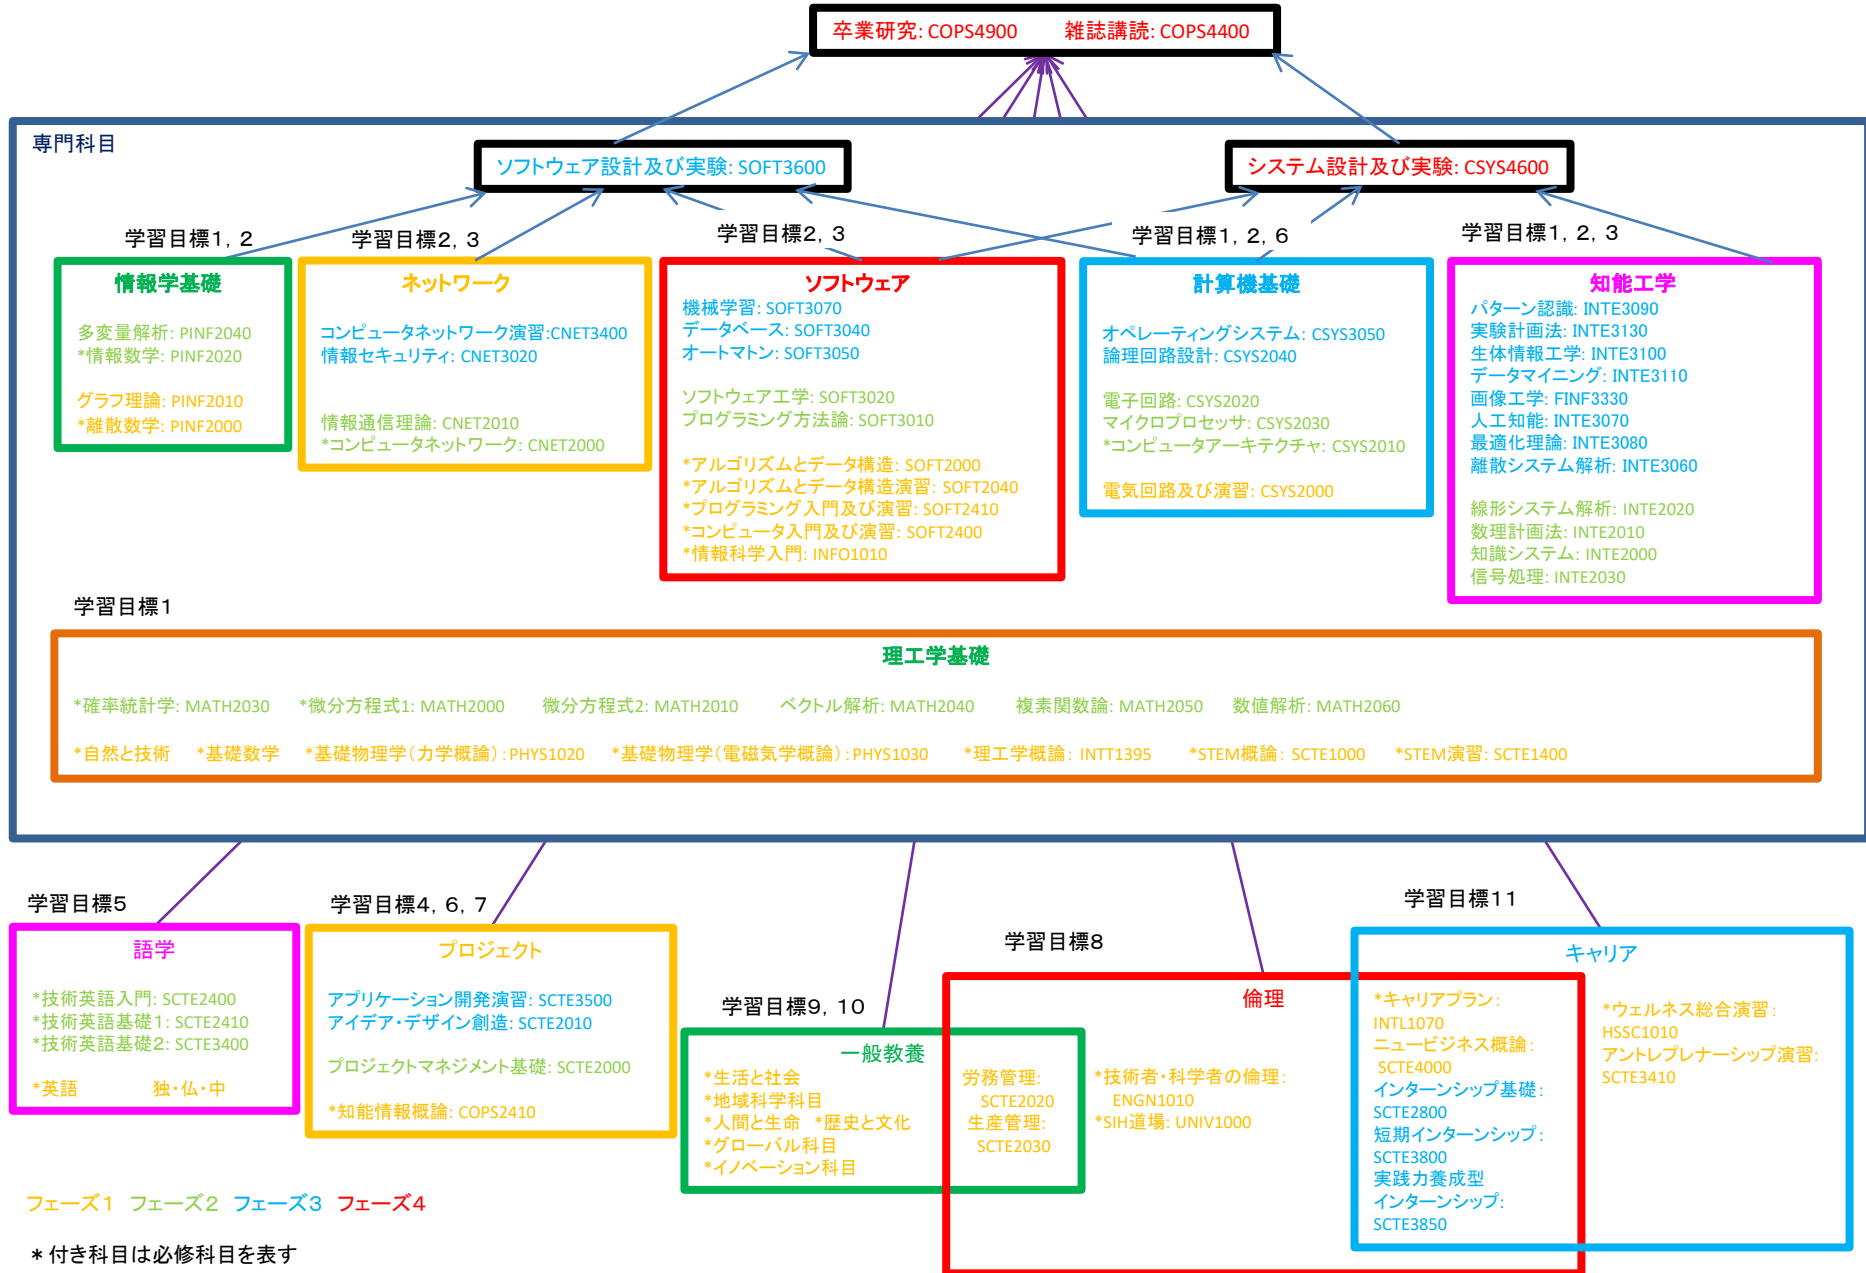 卒業研究: COPS4900 雑誌講読: COPS4400
専門科目
ソフトウェア設計及び実験: SOFT3600
システム設計及び実験: CSYS4600
学習目標1, 2
学習目標2, 3
学習目標2, 3
学習目標1, 2, 6
学習目標1, 2, 3
情報学基礎
多変量解析: PINF2040
*情報数学: PINF2020
グラフ理論: PINF2010
*離散数学: PINF2000
ネットワーク
コンピュータネットワーク演習:CNET3400
情報セキュリティ: CNET3020
情報通信理論: CNET2010
*コンピュータネットワーク: CNET2000
ソフトウェア
機械学習: SOFT3070
データベース: SOFT3040
オートマトン: SOFT3050
ソフトウェア工学: SOFT3020
プログラミング方法論: SOFT3010
*アルゴリズムとデータ構造: SOFT2000
*アルゴリズムとデータ構造演習: SOFT2040
*プログラミング入門及び演習: SOFT2410
*コンピュータ入門及び演習: SOFT2400
*情報科学入門: INFO1010
計算機基礎
オペレーティングシステム: CSYS3050
論理回路設計: CSYS2040
電子回路: CSYS2020
マイクロプロセッサ: CSYS2030
*コンピュータアーキテクチャ: CSYS2010
電気回路及び演習: CSYS2000
知能工学
パターン認識: INTE3090
実験計画法: INTE3130
生体情報工学: INTE3100
データマイニング: INTE3110
画像工学: FINF3330
人工知能: INTE3070
最適化理論: INTE3080
離散システム解析: INTE3060
線形システム解析: INTE2020
数理計画法: INTE2010
知識システム: INTE2000
信号処理: INTE2030
学習目標1
理工学基礎
*確率統計学: MATH2030 *微分方程式1: MATH2000 微分方程式2: MATH2010 ベクトル解析: MATH2040 複素関数論: MATH2050 数値解析: MATH2060
*自然と技術 *基礎数学 *基礎物理学(力学概論): PHYS1020 *基礎物理学(電磁気学概論): PHYS1030 *理工学概論: INTT1395 *STEM概論: SCTE1000 *STEM演習: SCTE1400
学習目標5
語学
*技術英語入門: SCTE2400
*技術英語基礎1: SCTE2410
*技術英語基礎2: SCTE3400
*英語 独・仏・中
学習目標4, 6, 7
プロジェクト
アプリケーション開発演習: SCTE3500
アイデア・デザイン創造: SCTE2010
プロジェクトマネジメント基礎: SCTE2000
*知能情報概論: COPS2410
学習目標9, 10
一般教養
*生活と社会
*地域科学科目
*人間と生命 *歴史と文化
*グローバル科目
*イノベーション科目
労務管理:
SCTE2020
生産管理:
SCTE2030
学習目標8
倫理
*技術者・科学者の倫理:
ENGN1010
*SIH道場: UNIV1000
学習目標11
キャリア
*キャリアプラン:
INTL1070
ニュービジネス概論:
SCTE4000
インターンシップ基礎:
SCTE2800
短期インターンシップ:
SCTE3800
実践力養成型
インターンシップ:
SCTE3850
*ウェルネス総合演習:
HSSC1010
アントレプレナーシップ演習:
SCTE3410
フェーズ1 フェーズ2 フェーズ3 フェーズ4
* 付き科目は必修科目を表す